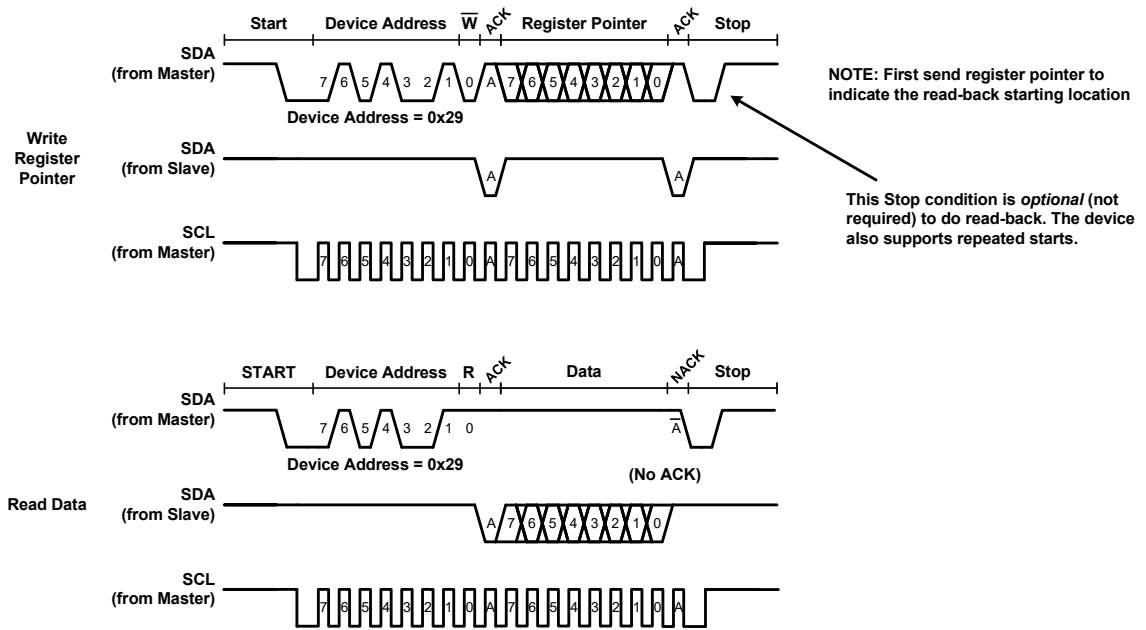 Start Device Address W̅ ACK Register Pointer ACK Stop
SDA
(from Master)
7 6 5 4 3 2 1 0 A 7 6 5 4 3 2 1 0 A
Device Address = 0x29
NOTE: First send register pointer to
indicate the read-back starting location
Write
Register
Pointer
SDA
(from Slave)
A A
This Stop condition is optional (not
required) to do read-back. The device
also supports repeated starts.
SCL
(from Master)
7 6 5 4 3 2 1 0 A 7 6 5 4 3 2 1 0 A
START Device Address R ACK Data NACK Stop
SDA
(from Master)
7 6 5 4 3 2 1 0 A̅
Device Address = 0x29
(No ACK)
Read Data
SDA
(from Slave)
A 7 6 5 4 3 2 1 0
SCL
(from Master)
7 6 5 4 3 2 1 0 A 7 6 5 4 3 2 1 0 A